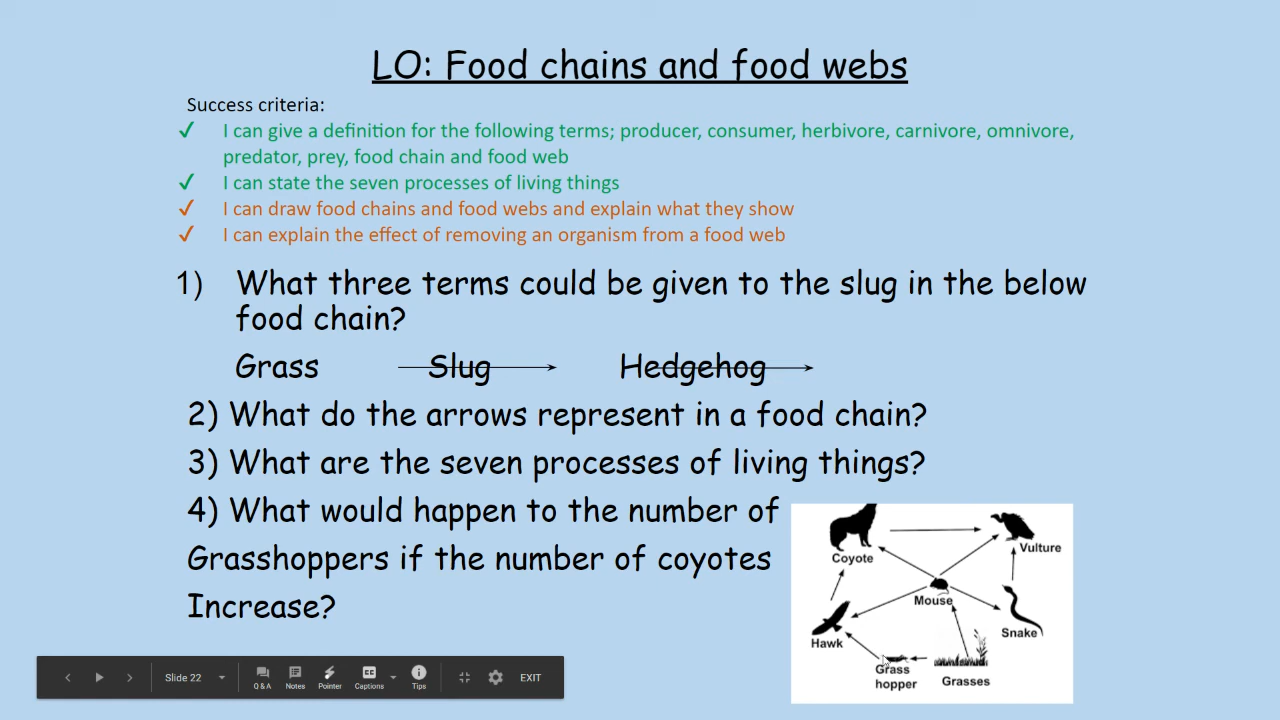 LO: Food chains and food webs
Success criteria:
✓ I can give a definition for the following terms; producer, consumer, herbivore, carnivore, omnivore,
predator, prey, food chain and food web
✓ I can state the seven processes of living things
✓ I can draw food chains and food webs and explain what they show
✓ I can explain the effect of removing an organism from a food web
1) What three terms could be given to the slug in the below
food chain?
Grass Slug Hedgehog
2) What do the arrows represent in a food chain?
3) What are the seven processes of living things?
4) What would happen to the number of
Grasshoppers if the number of coyotes
Increase?
Coyote
Vulture
Mouse
Hawk
Snake
Grass
hopper
Grasses
Slide 22
Q & A
Notes
Pointer
Captions
Tips
EXIT